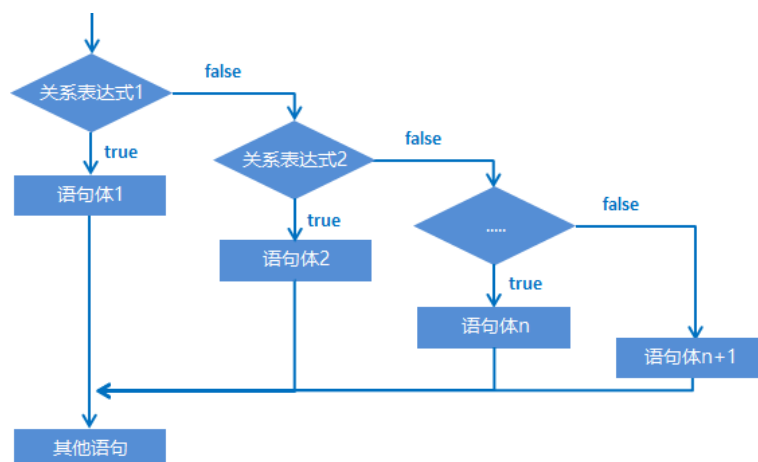 关系表达式1
false
true
关系表达式2
false
语句体1
true
.....
false
语句体2
true
语句体n
语句体n+1
其他语句